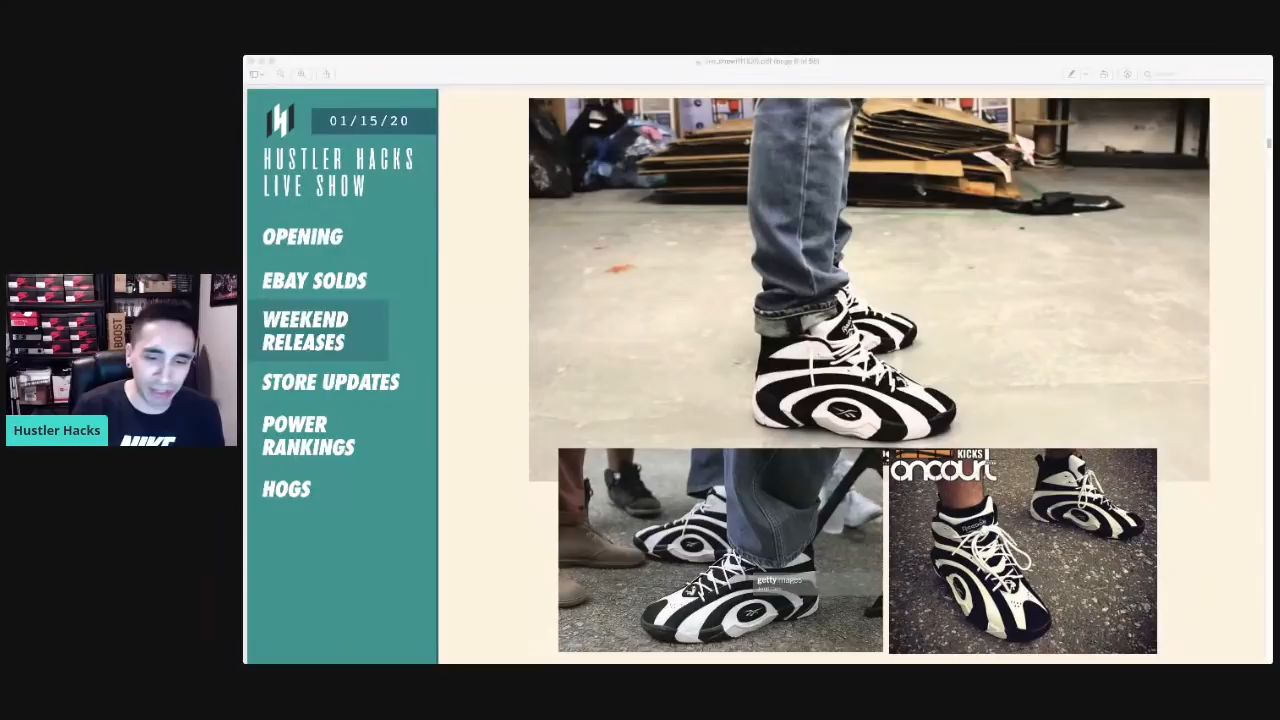 01/15/20
HUSTLER HACKS
LIVE SHOW
OPENING
EBAY SOLDS
WEEKEND
RELEASES
STORE UPDATES
POWER
RANKINGS
HOGS
Hustler Hacks
NIKE
BOOST
KICKS
oncourt
getty images
Reebok